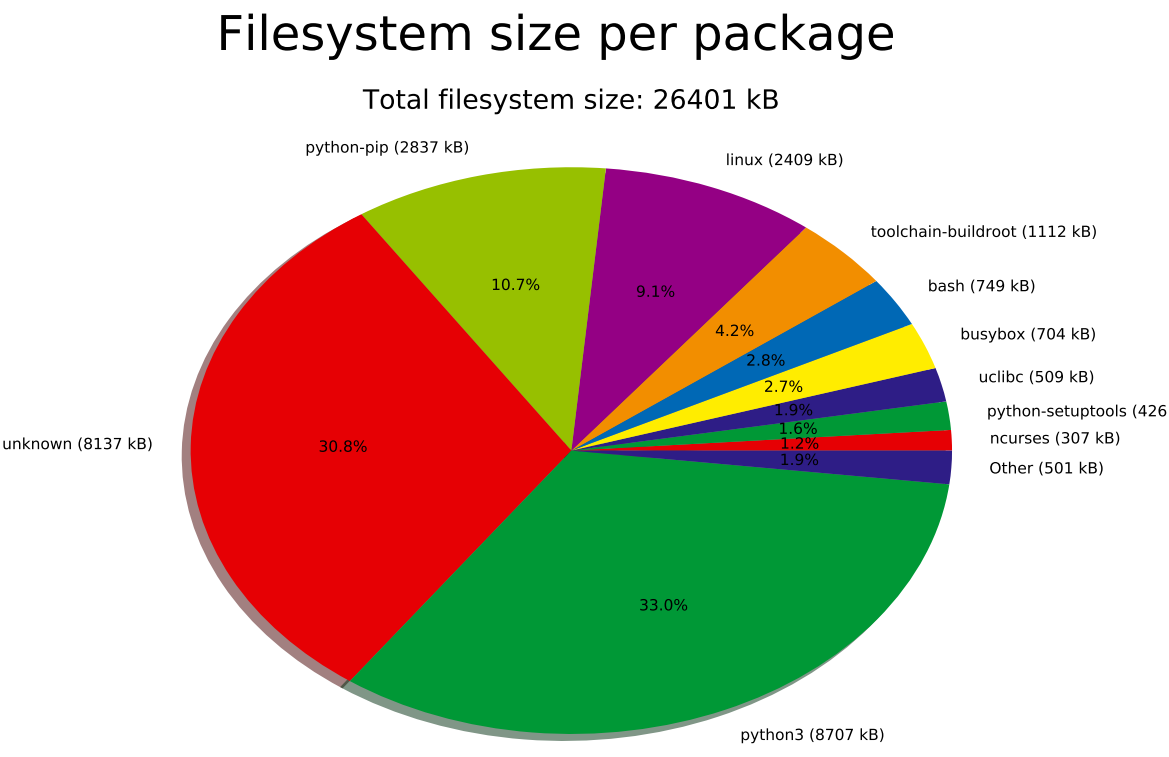 Filesystem size per package
Total filesystem size: 26401 kB
python-pip (2837 kB)
linux (2409 kB)
toolchain-buildroot (1112 kB)
bash (749 kB)
busybox (704 kB)
uclibc (509 kB)
python-setuptools (426
ncurses (307 kB)
Other (501 kB)
python3 (8707 kB)
unknown (8137 kB)
10.7%
9.1%
4.2%
2.8%
2.7%
1.9%
1.6%
1.2%
1.9%
33.0%
30.8%